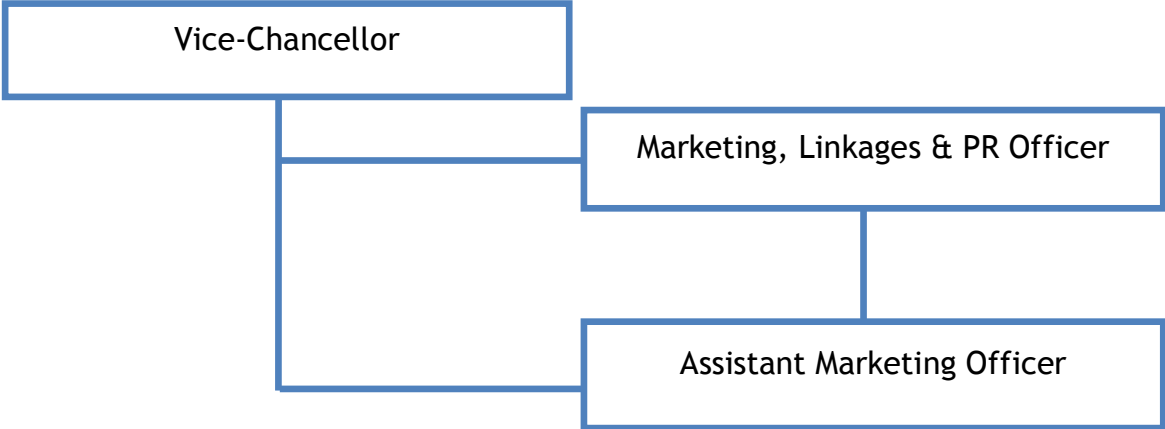 Vice-Chancellor
Marketing, Linkages & PR Officer
Assistant Marketing Officer